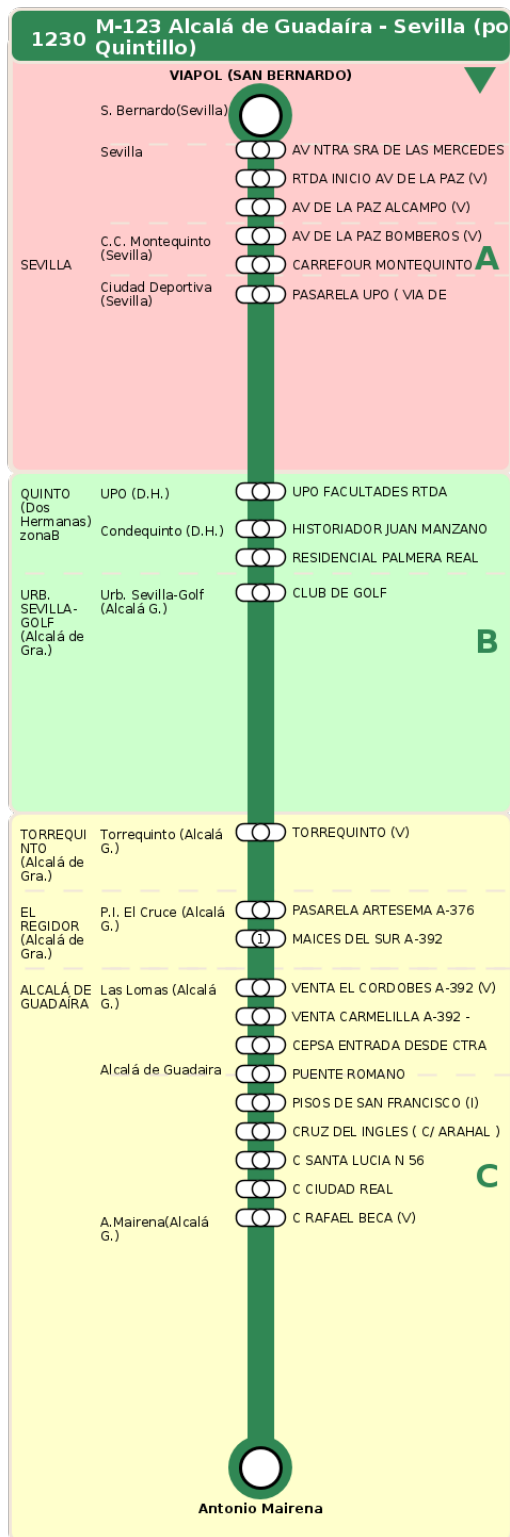 1230 M-123 Alcalá de Guadaíra - Sevilla (po
Quintillo)
VIAPOL (SAN BERNARDO)
S. Bernardo(Sevilla)
Sevilla
AV NTRA SRA DE LAS MERCEDES
RTDA INICIO AV DE LA PAZ (V)
AV DE LA PAZ ALCAMPO (V)
C.C. Montequinto
(Sevilla)
AV DE LA PAZ BOMBEROS (V)
SEVILLA
CARREFOUR MONTEQUINTO
A
Ciudad Deportiva
(Sevilla)
PASARELA UPO ( VIA DE
QUINTO
(Dos
Hermanas)
zonaB
UPO (D.H.)
UPO FACULTADES RTDA
Condequinto (D.H.)
HISTORIADOR JUAN MANZANO
RESIDENCIAL PALMERA REAL
URB.
SEVILLA-
GOLF
(Alcalá de
Gra.)
Urb. Sevilla-Golf
(Alcalá G.)
CLUB DE GOLF
B
TORREQUI
NTO
(Alcalá de
Gra.)
Torrequinto (Alcalá
G.)
TORREQUINTO (V)
EL
REGIDOR
(Alcalá de
Gra.)
P.I. El Cruce (Alcalá
G.)
PASARELA ARTESEMA A-376
1
MAICES DEL SUR A-392
ALCALÁ DE
GUADAÍRA
Las Lomas (Alcalá
G.)
VENTA EL CORDOBES A-392 (V)
VENTA CARMELILLA A-392 -
CEPSA ENTRADA DESDE CTRA
Alcalá de Guadaira
PUENTE ROMANO
PISOS DE SAN FRANCISCO (I)
CRUZ DEL INGLES ( C/ ARAHAL )
C SANTA LUCIA N 56
C
C CIUDAD REAL
A.Mairena(Alcalá
G.)
C RAFAEL BECA (V)
Antonio Mairena